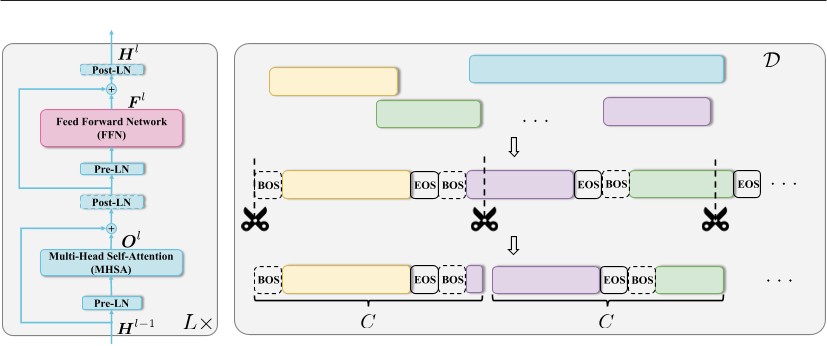 H^l
Post-LN
+
F^l
Feed Forward Network
(FFN)
Pre-LN
Post-LN
+
O^l
Multi-Head Self-Attention
(MHSA)
Pre-LN
H^{l-1}
L×
𝒟
. . .
BOS EOS BOS EOS BOS EOS . . .
BOS EOS BOS EOS BOS . . .
C C